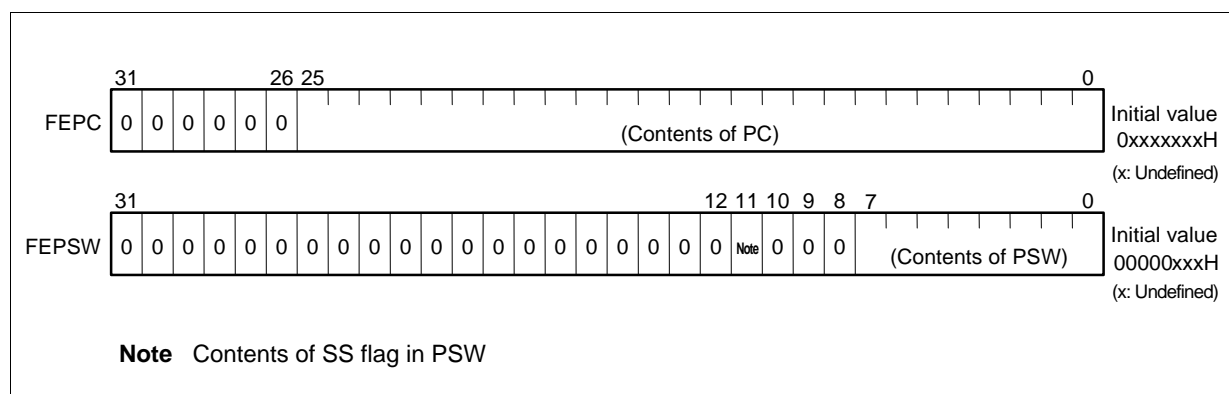 31 26 25 0
FEPC 0 0 0 0 0 0 (Contents of PC) Initial value
0xxxxxxxH
(x: Undefined)
31 12 11 10 9 8 7 0
FEPSW 0 0 0 0 0 0 0 0 0 0 0 0 0 0 0 0 0 0 0 0 Note 0 0 0 (Contents of PSW) Initial value
00000xxxH
(x: Undefined)
Note Contents of SS flag in PSW